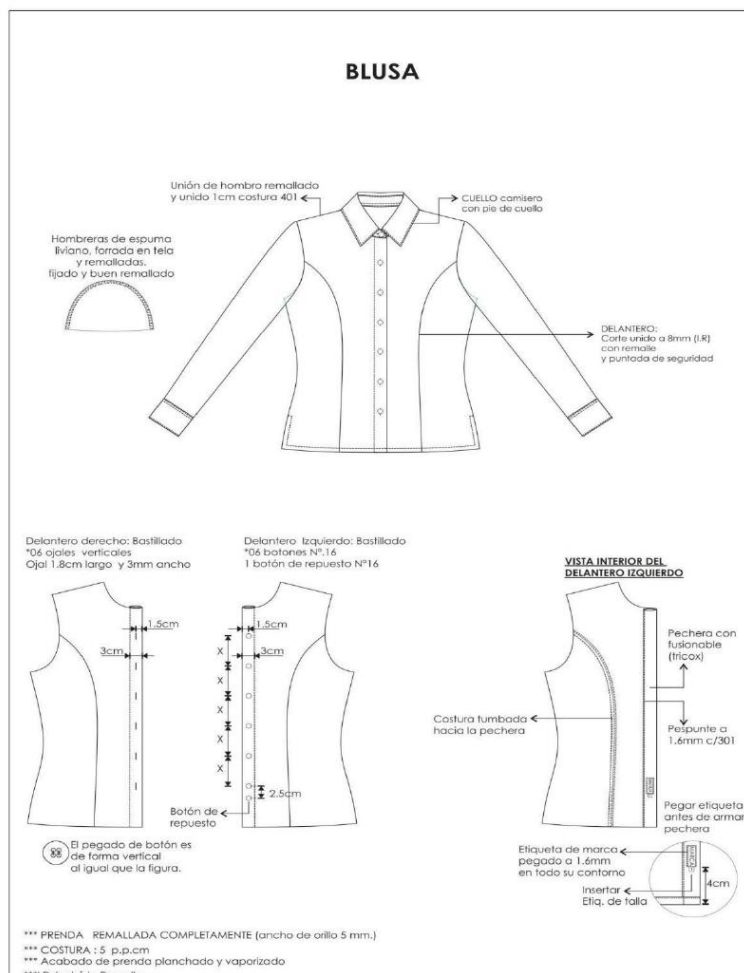 BLUSA
Unión de hombro remallado
y unido 1cm costura 401
CUELLO camisero
con pie de cuello
Hombreras de espuma
liviano, forrada en tela
y remalladas.
fijado y buen remallado
DELANTERO:
Corte unido a 8mm (I.R)
con remalle
y puntada de seguridad
Delantero derecho: Bastillado
*06 ojales verticales
Ojal 1.8cm largo y 3mm ancho
Delantero Izquierdo: Bastillado
*06 botones Nº.16
1 botón de repuesto N°16
VISTA INTERIOR DEL
DELANTERO IZQUIERDO
1.5cm
3cm
1.5cm
3cm
X
X
X
X
X
2.5cm
Botón de
repuesto
El pegado de botón es
de forma vertical
al igual que la figura.
Pechera con
fusionable
(tricox)
Costura tumbada
hacia la pechera
Pespunte a
1.6mm c/301
MARCA
Pegar etiqueta
antes de armar
pechera
Etiqueta de marca
pegado a 1.6mm
en todo su contorno
Insertar
Etiq. de talla
MARCA
4cm
*** PRENDA REMALLADA COMPLETAMENTE (ancho de orillo 5 mm.)
*** COSTURA : 5 p.p.cm
*** Acabado de prenda planchado y vaporizado